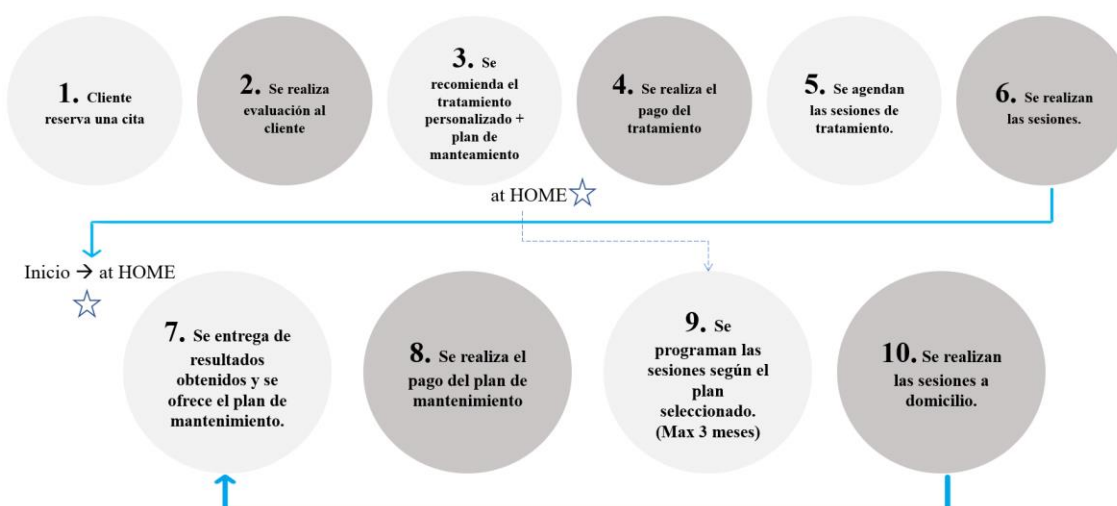 1. Cliente
reserva una cita
2. Se realiza
evaluación al
cliente
3. Se
recomienda el
tratamiento
personalizado +
plan de
manteamiento
4. Se realiza el
pago del
tratamiento
5. Se agendan
las sesiones de
tratamiento.
6. Se realizan
las sesiones.
at HOME
Inicio → at HOME
7. Se entrega de
resultados
obtenidos y se
ofrece el plan de
mantenimiento.
8. Se realiza el
pago del plan de
mantenimiento
9. Se
programan las
sesiones según el
plan
seleccionado.
(Max 3 meses)
10. Se realizan
las sesiones a
domicilio.